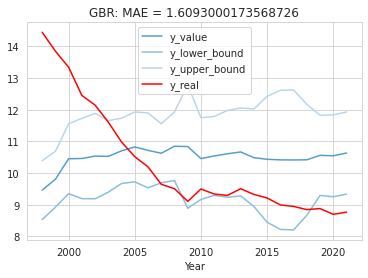 GBR: MAE = 1.6093000173568726
y_value
y_lower_bound
y_upper_bound
y_real
14
13
12
11
10
9
8
2000
2005
2010
2015
2020
Year